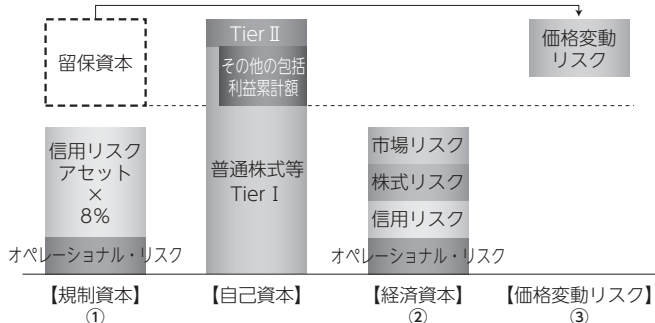 留保資本
信用リスク
アセット
×
8%
オペレーショナル・リスク
【規制資本】
①
Tier Ⅱ
その他の包括
利益累計額
普通株式等
Tier Ⅰ
【自己資本】
市場リスク
株式リスク
信用リスク
オペレーショナル・リスク
【経済資本】
②
価格変動
リスク
【価格変動リスク】
③